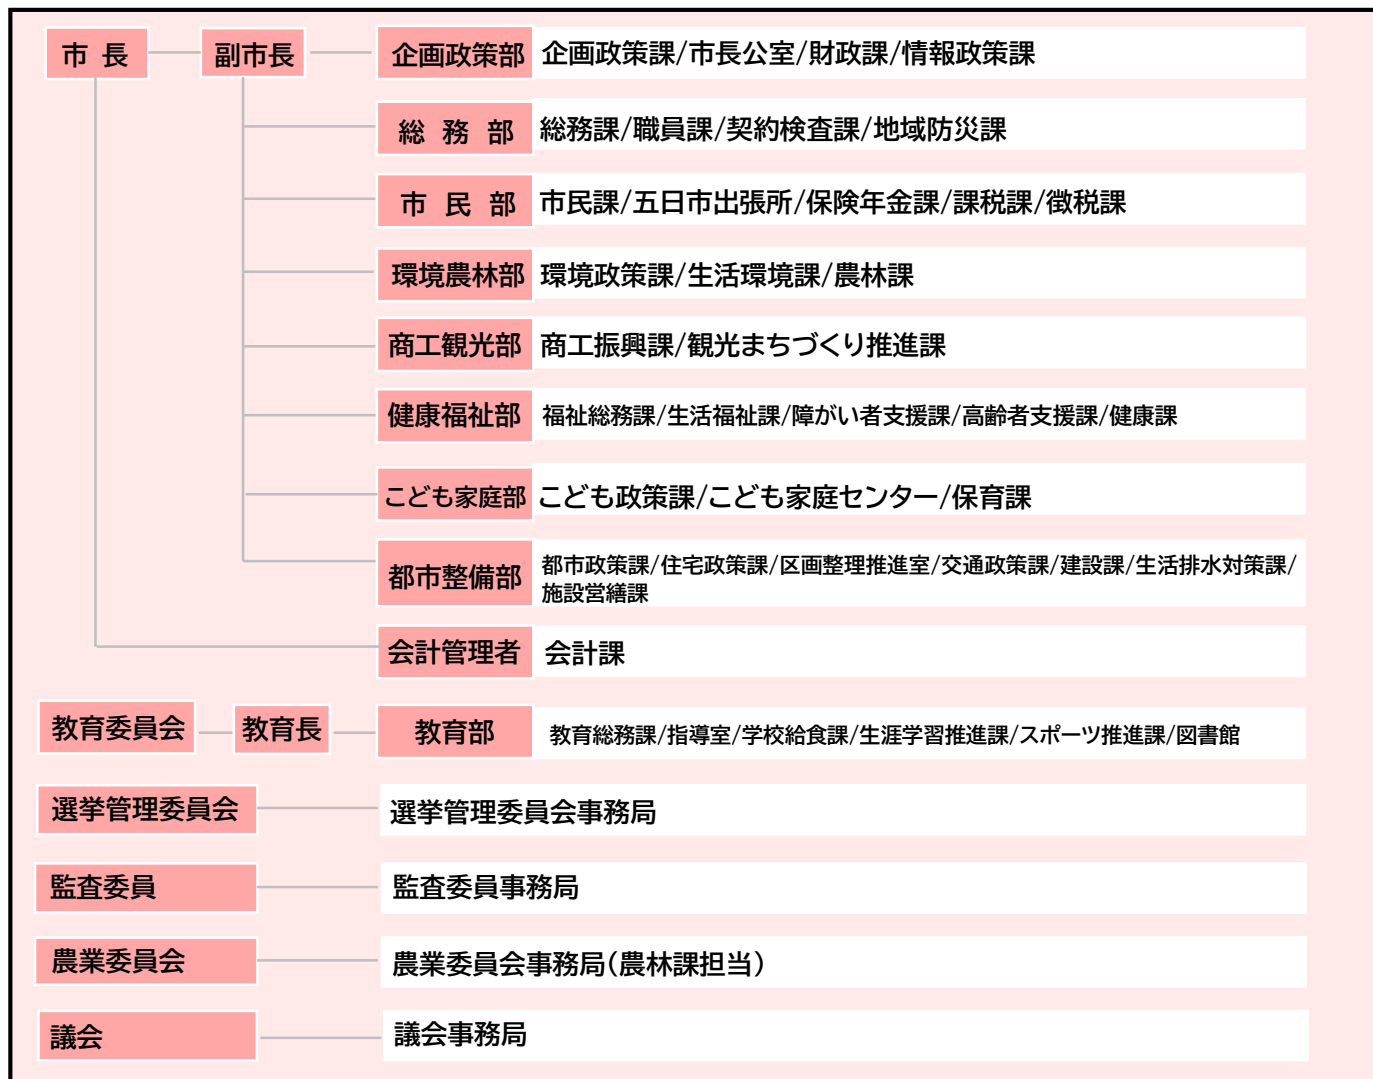 市 長 副市長 企画政策部 企画政策課/市長公室/財政課/情報政策課
総 務 部 総務課/職員課/契約検査課/地域防災課
市 民 部 市民課/五日市出張所/保険年金課/課税課/徴税課
環境農林部 環境政策課/生活環境課/農林課
商工観光部 商工振興課/観光まちづくり推進課
健康福祉部 福祉総務課/生活福祉課/障がい者支援課/高齢者支援課/健康課
こども家庭部 こども政策課/こども家庭センター/保育課
都市整備部 都市政策課/住宅政策課/区画整理推進室/交通政策課/建設課/生活排水対策課/
施設営繕課
会計管理者 会計課
教育委員会 教育長 教育部 教育総務課/指導室/学校給食課/生涯学習推進課/スポーツ推進課/図書館
選挙管理委員会 選挙管理委員会事務局
監査委員 監査委員事務局
農業委員会 農業委員会事務局(農林課担当)
議会 議会事務局